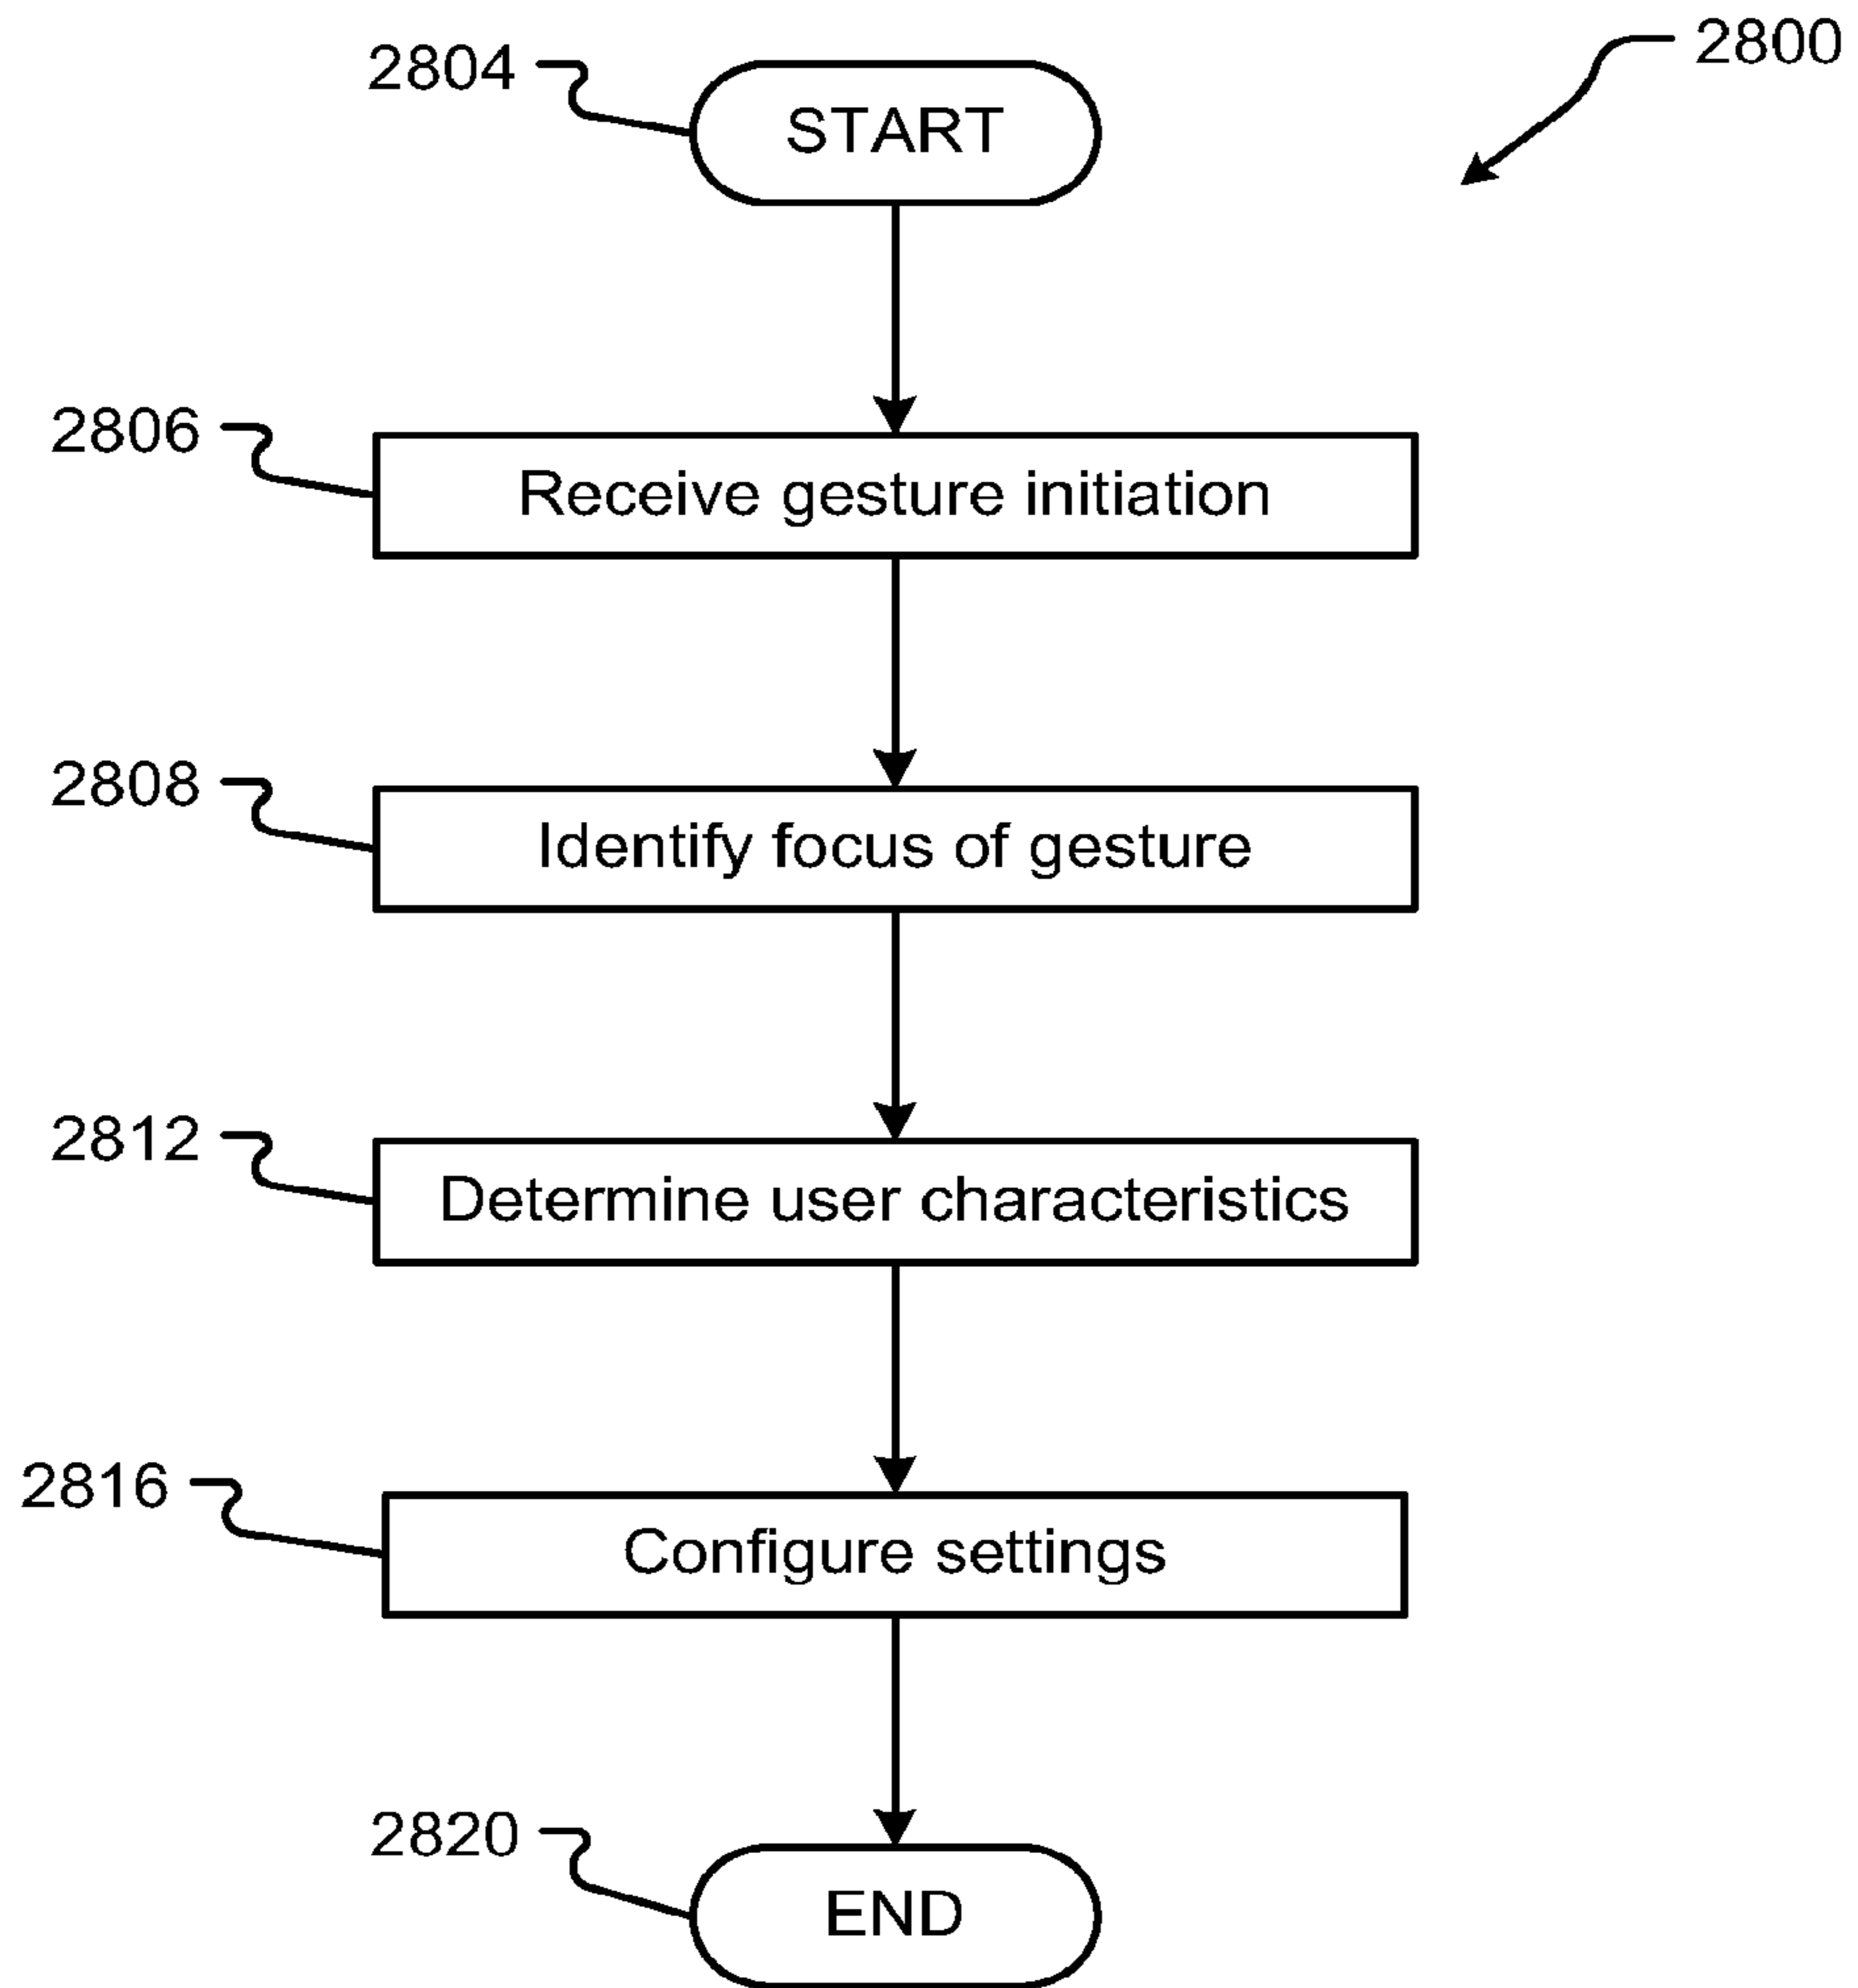 2800
2804
START
2806
Receive gesture initiation
2808
Identify focus of gesture
2812
Determine user characteristics
2816
Configure settings
2820
END